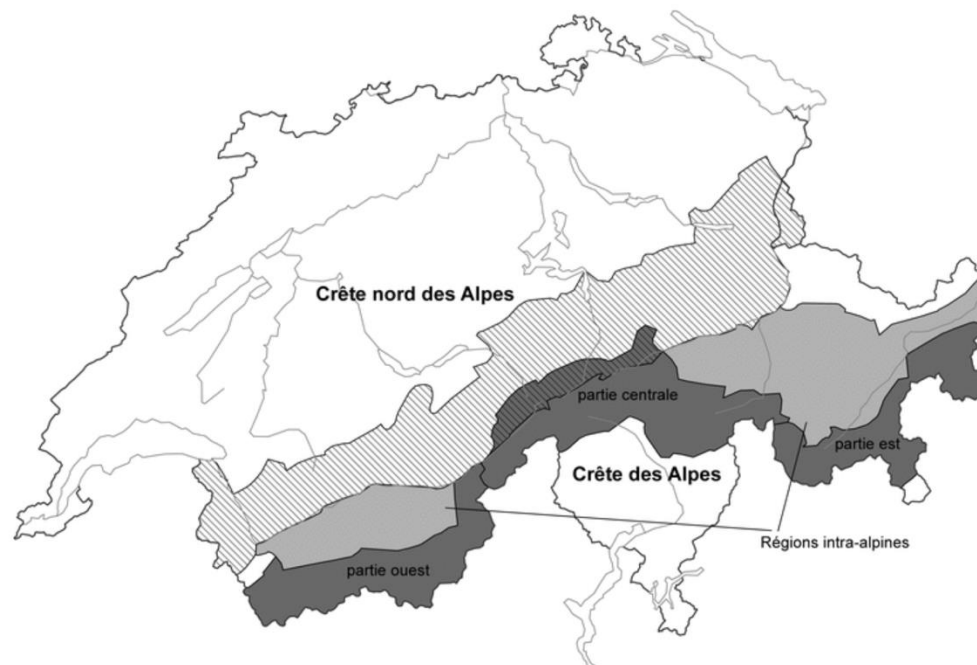 Crête nord des Alpes
partie centrale
partie est
Crête des Alpes
Régions intra-alpines
partie ouest